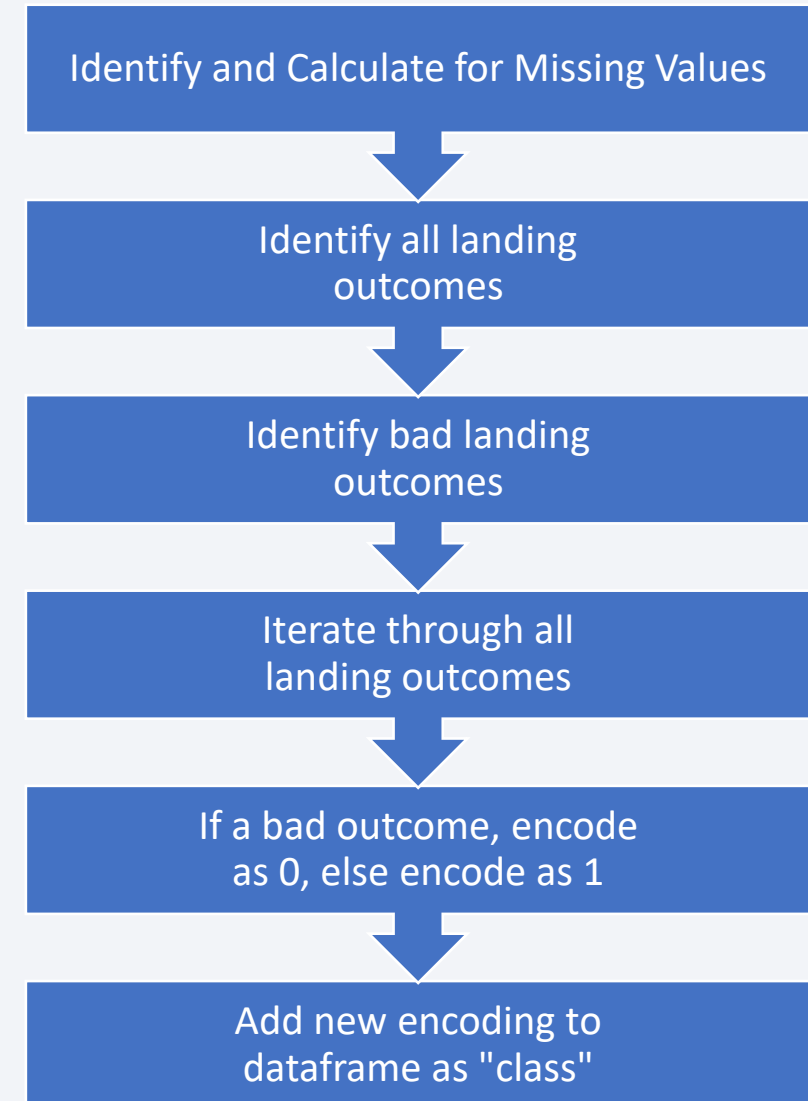 Identify and Calculate for Missing Values
Identify all landing
outcomes
Identify bad landing
outcomes
Iterate through all
landing outcomes
If a bad outcome, encode
as 0, else encode as 1
Add new encoding to
dataframe as "class"